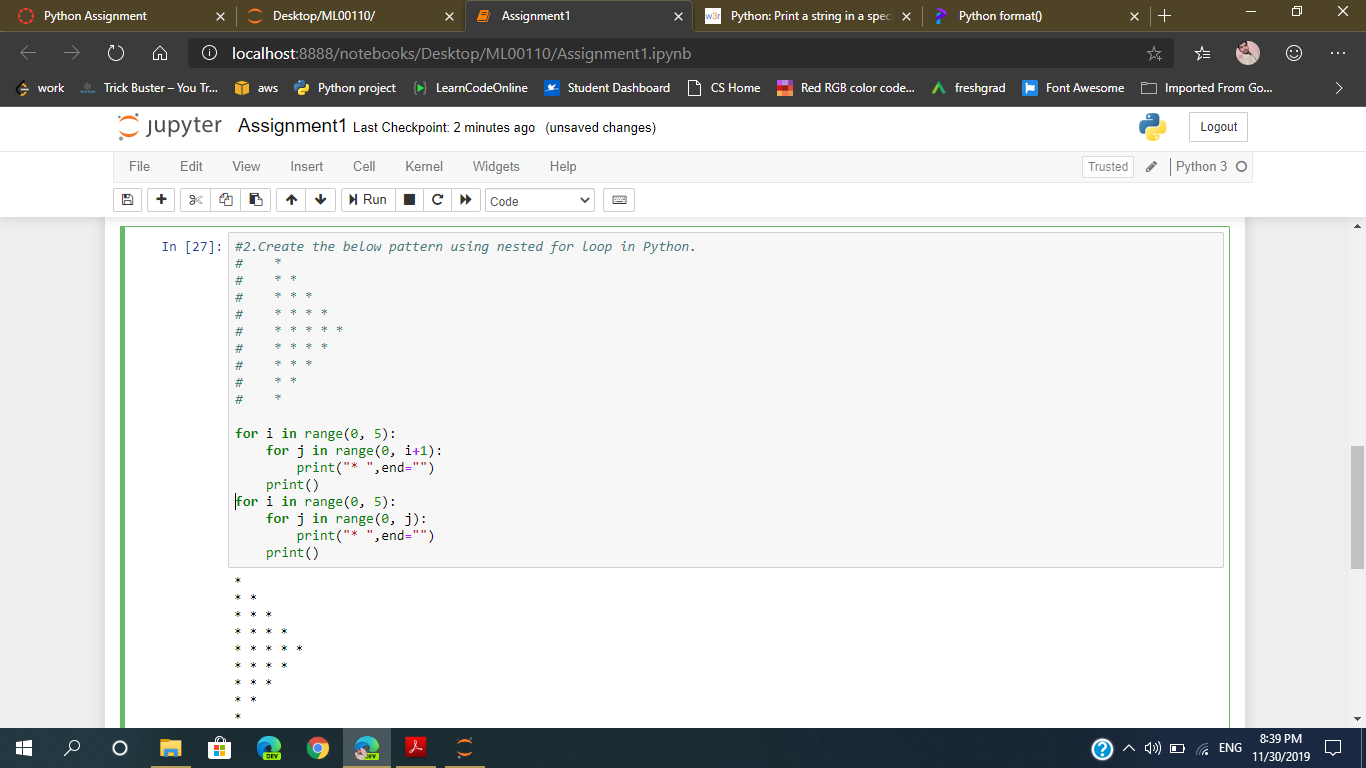 Python Assignment
Desktop/ML00110/
Assignment1
w3r Python: Print a string in a spec
Python format()
localhost:8888/notebooks/Desktop/ML00110/Assignment1.ipynb
work
Trick Buster – You Tr...
aws
Python project
LearnCodeOnline
Student Dashboard
CS Home
Red RGB color code...
freshgrad
Font Awesome
Imported From Go...
jupyter Assignment1 Last Checkpoint: 2 minutes ago (unsaved changes)
Logout
File Edit View Insert Cell Kernel Widgets Help
Trusted
Python 3
Run
Code
In [27]: #2.Create the below pattern using nested for loop in Python.
#    *
#    * *
#    * * *
#    * * * *
#    * * * * *
#    * * * *
#    * * *
#    * *
#    *
for i in range(0, 5):
    for j in range(0, i+1):
        print("* ",end="")
    print()
for i in range(0, 5):
    for j in range(0, j):
        print("* ",end="")
    print()
*
* *
* * *
* * * *
* * * * *
* * * *
* * *
* *
*
DEV
DEV
ENG
8:39 PM
11/30/2019